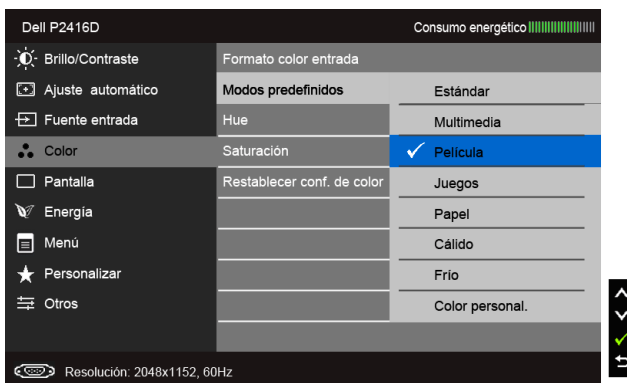 Dell P2416D
Consumo energético
Brillo/Contraste
Formato color entrada
Ajuste automático
Modos predefinidos
Estándar
Fuente entrada
Hue
Multimedia
Color
Saturación
Película
Pantalla
Restablecer conf. de color
Juegos
Energía
Papel
Menú
Cálido
Personalizar
Frío
Otros
Color personal.
Resolución: 2048x1152, 60Hz